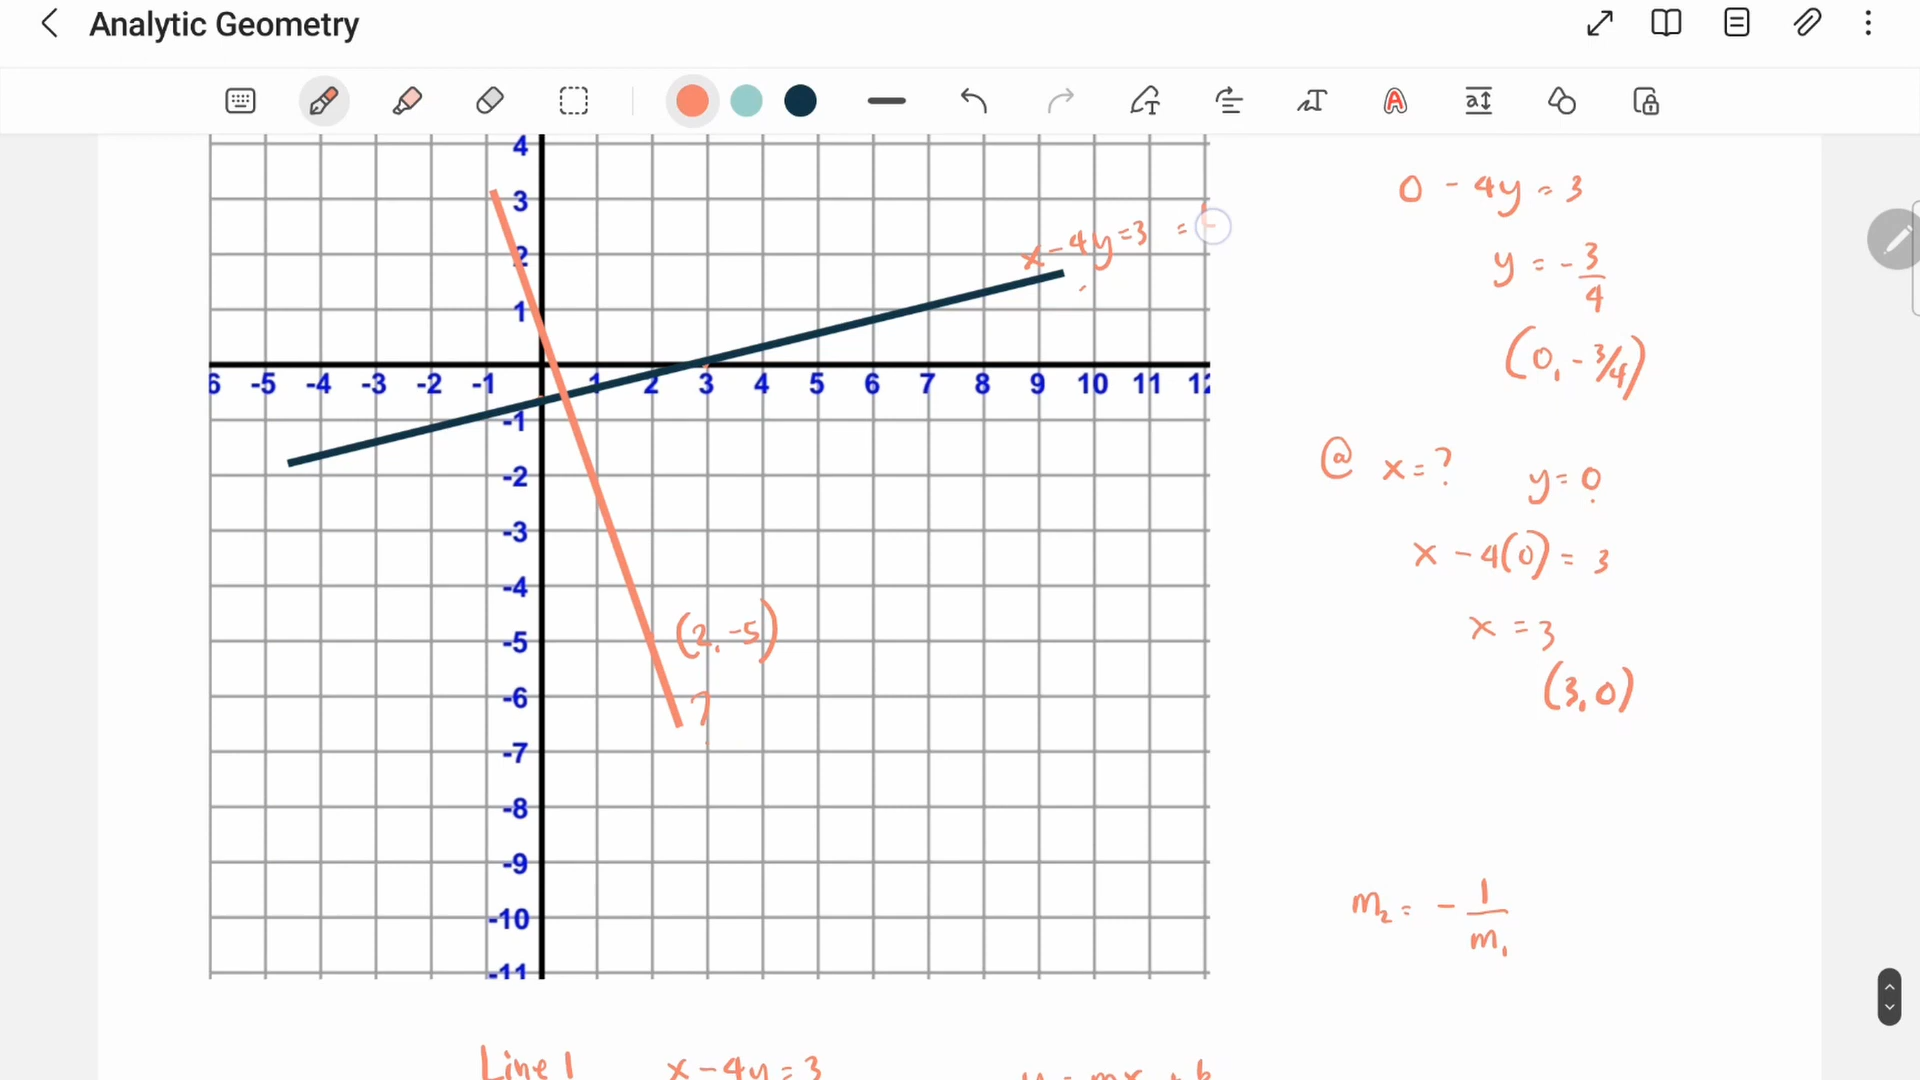 Analytic Geometry
4
3
2
1
6 -5 -4 -3 -2 -1 1 2 3 4 5 6 7 8 9 10 11 12
-1
-2
-3
-4
-5
-6
-7
-8
-9
-10
-11
x - 4y = 3 =
(2, -5)
?
0 - 4y = 3
y = - 3/4
(0, -3/4)
@ x = ? y = 0
x - 4(0) = 3
x = 3
(3, 0)
m₂ = - 1/m₁
Line 1 x - 4y = 3 y = mx + b